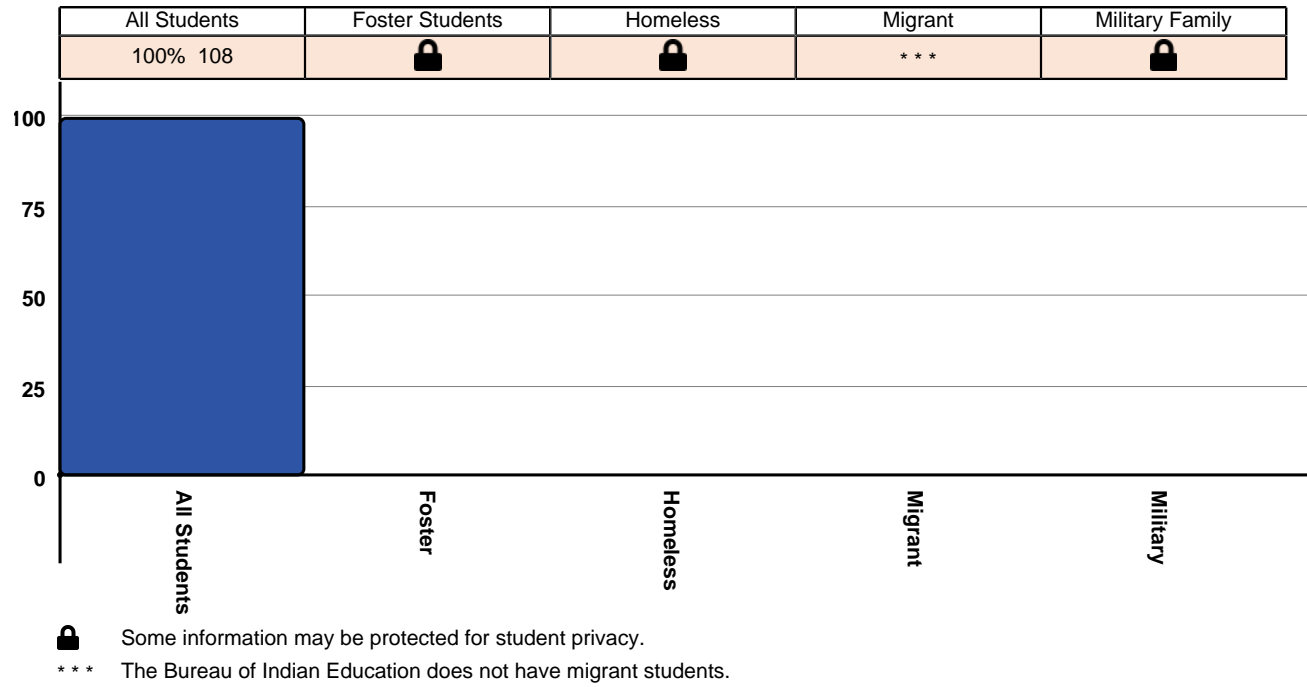 All Students Foster Students Homeless Migrant Military Family
100% 108 * * *
100
75
50
25
0
All Students
Foster
Homeless
Migrant
Military
Some information may be protected for student privacy.
* * * The Bureau of Indian Education does not have migrant students.